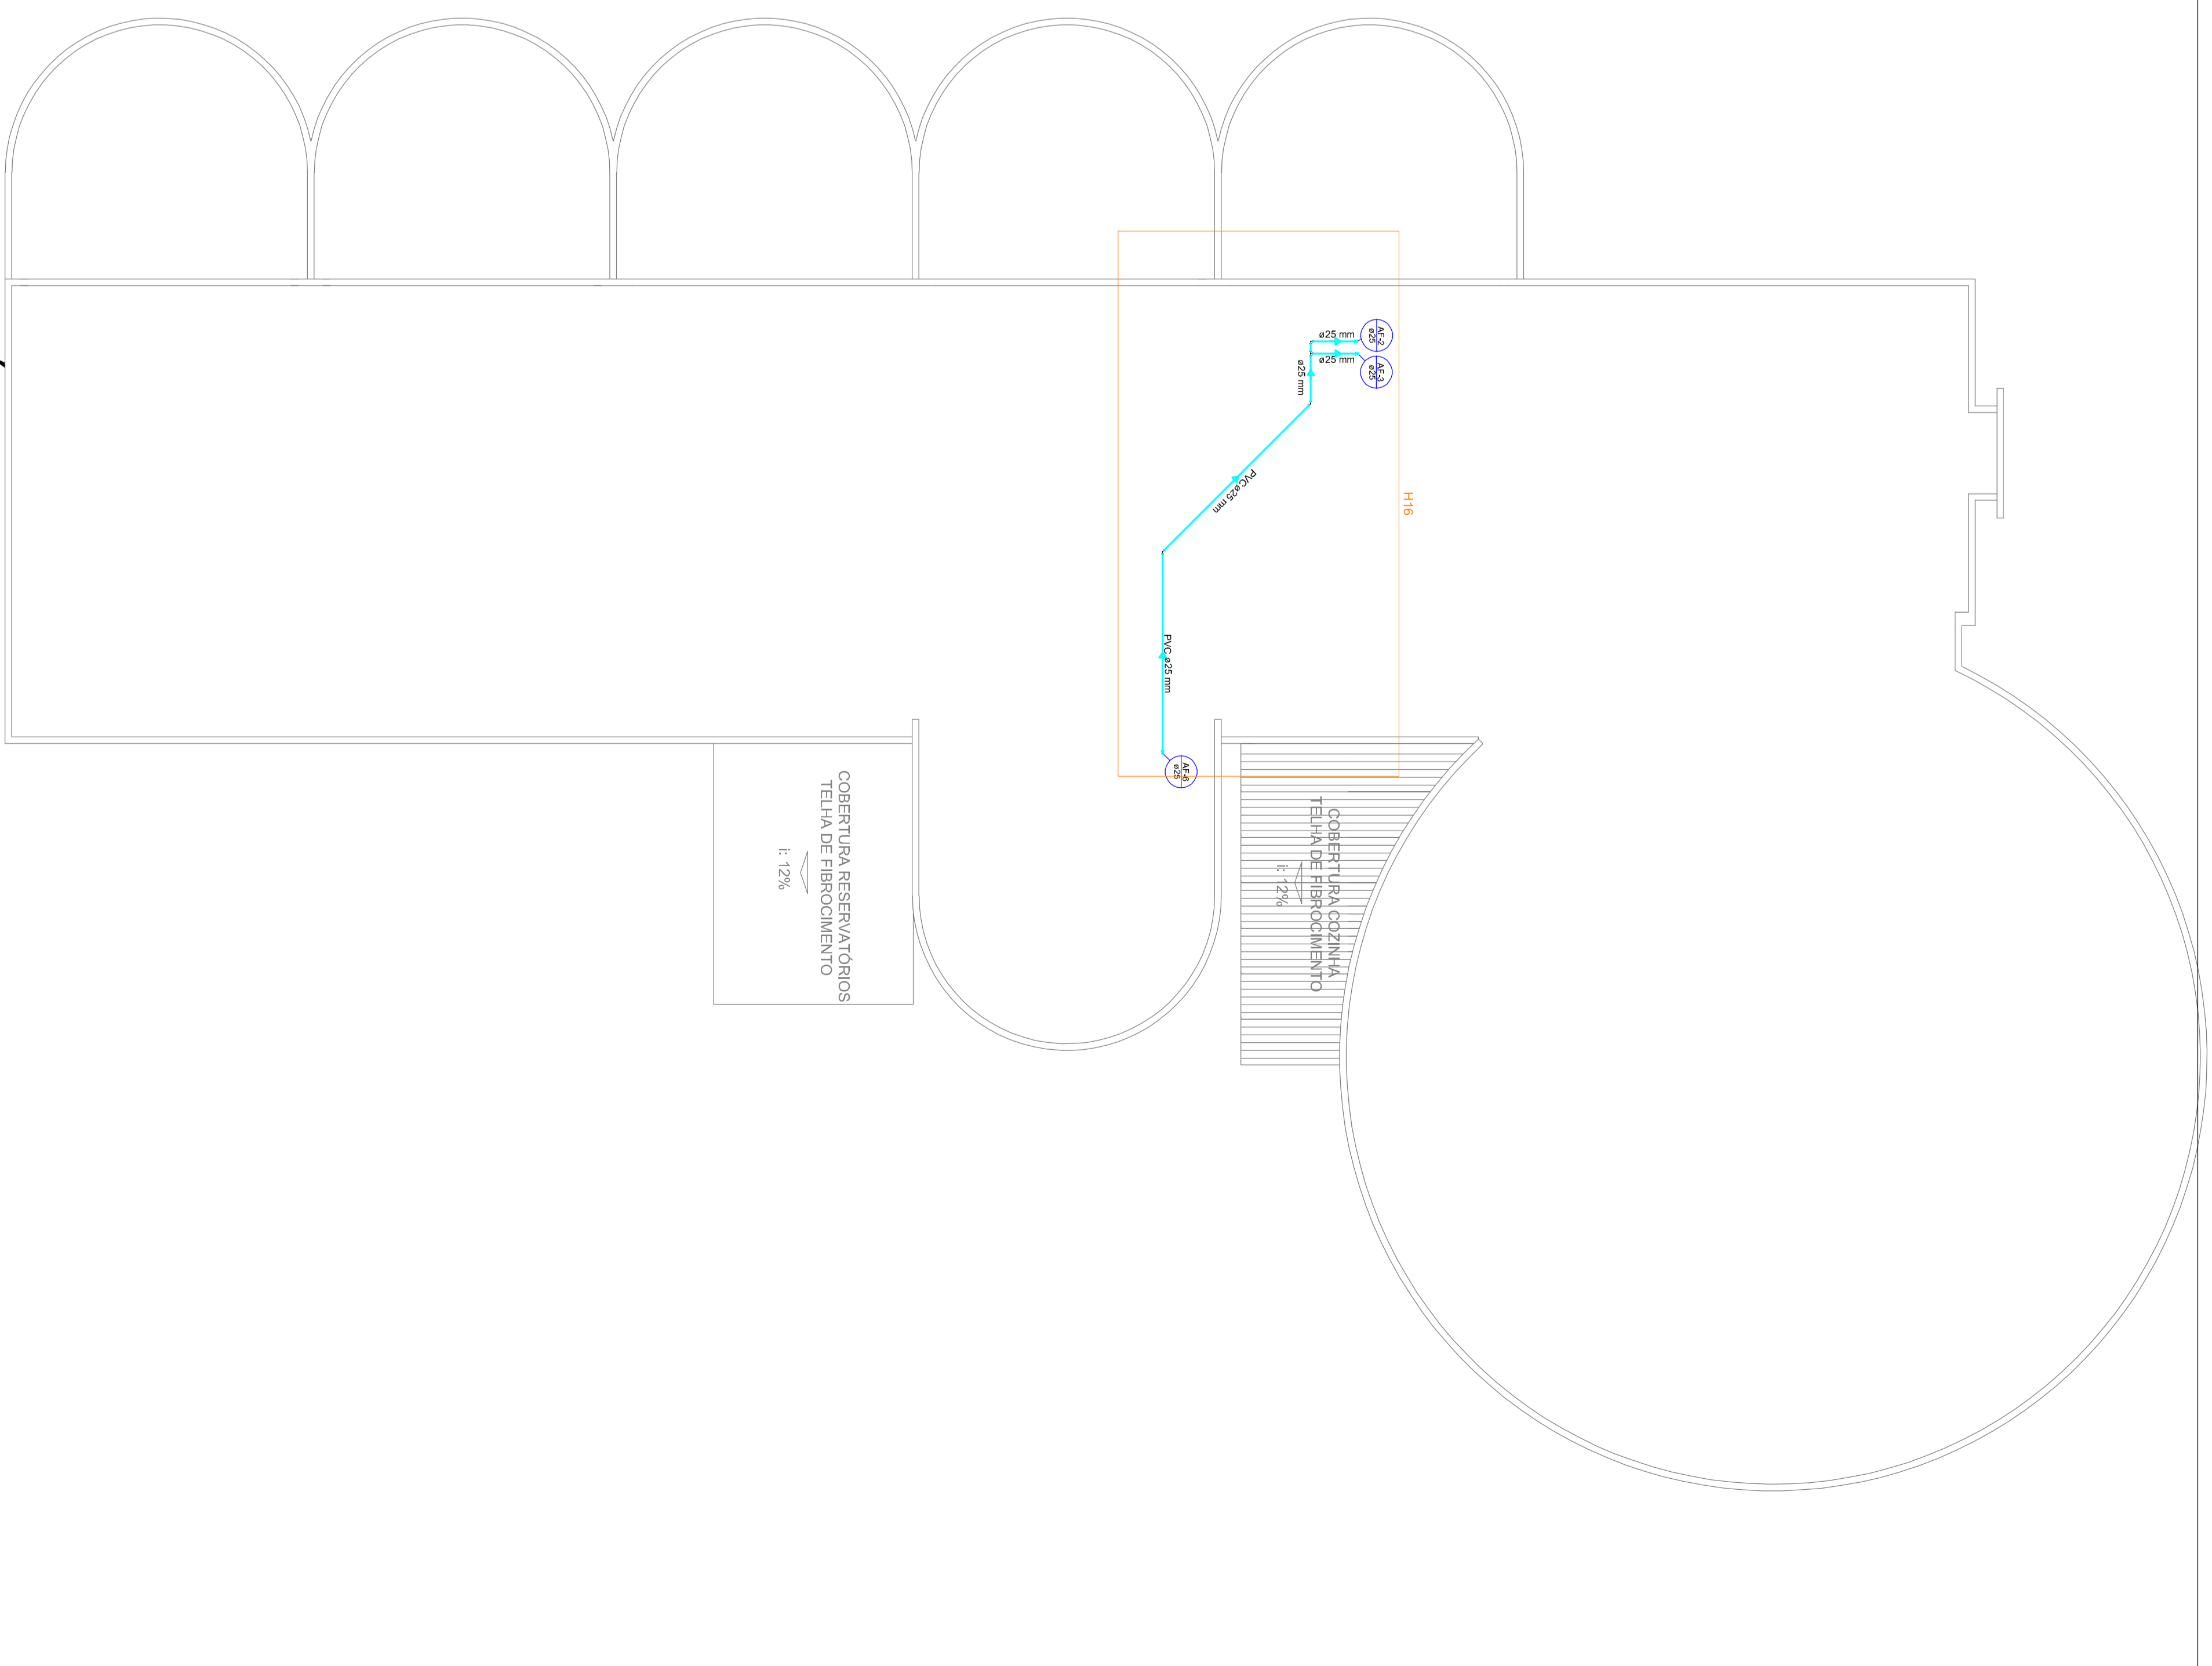 AF-2
ø25
ø25 mm
ø25 mm
AF-3
ø25
ø25 mm
PVC ø25 mm
H16
PVC ø25 mm
AF-6
ø25
COBERTURA RESERVATÓRIOS
TELHA DE FIBROCIMENTO
i: 12%
COBERTURA COZINHA
TELHA DE FIBROCIMENTO
i: 12%